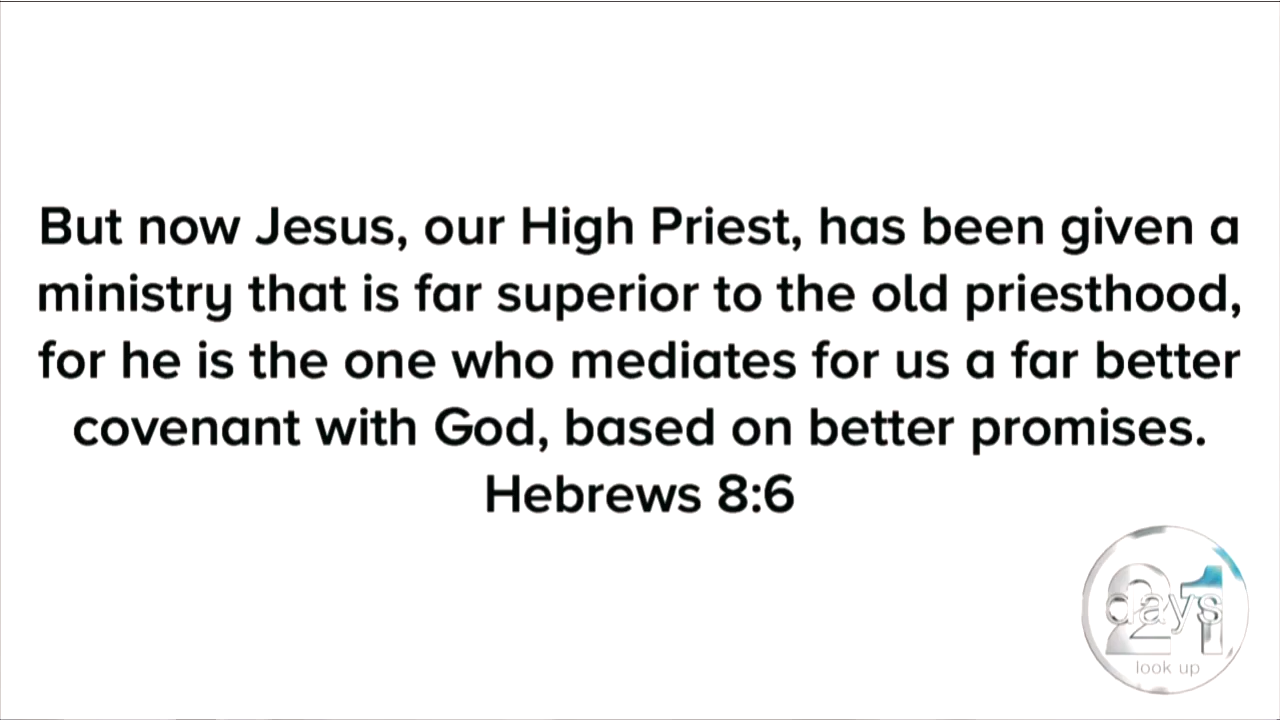 But now Jesus, our High Priest, has been given a
ministry that is far superior to the old priesthood,
for he is the one who mediates for us a far better
covenant with God, based on better promises.
Hebrews 8:6
21
days
look up